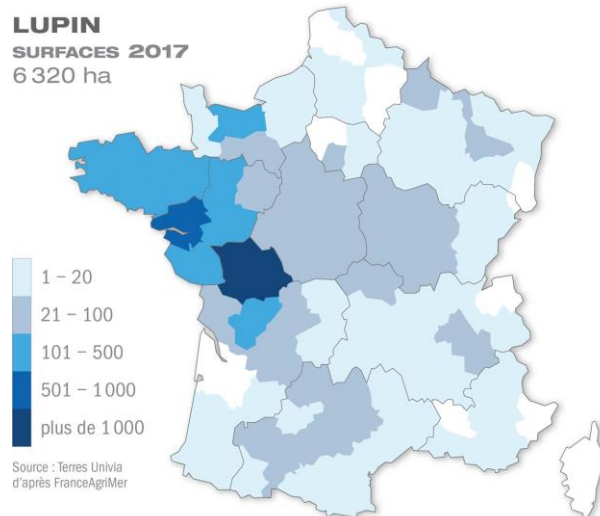 LUPIN
SURFACES 2017
6 320 ha
1 – 20
21 – 100
101 – 500
501 – 1 000
plus de 1 000
Source : Terres Univia
d'après FranceAgriMer